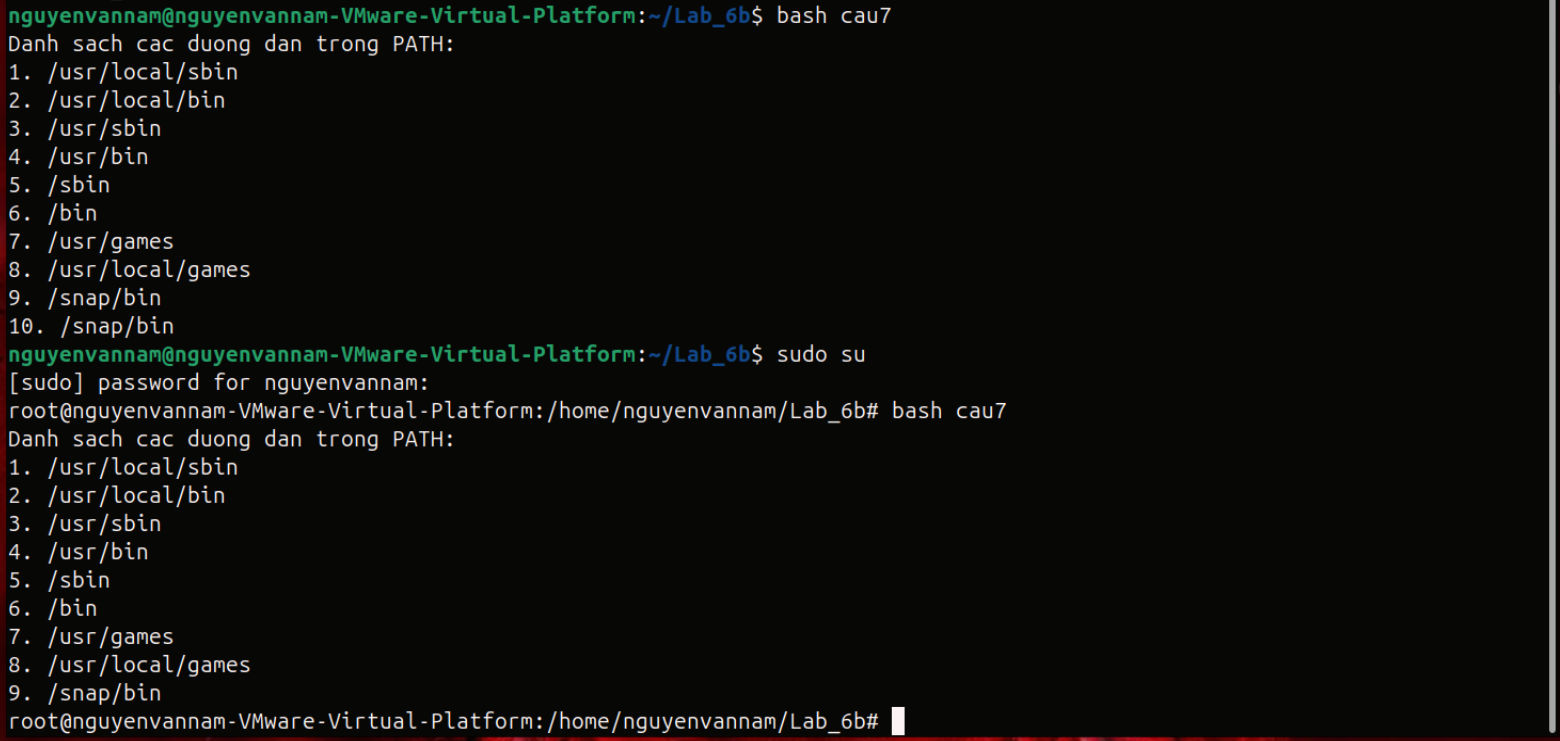 nguyenvannam@nguyenvannam-VMware-Virtual-Platform:~/Lab_6b$ bash cau7
Danh sach cac duong dan trong PATH:
1. /usr/local/sbin
2. /usr/local/bin
3. /usr/sbin
4. /usr/bin
5. /sbin
6. /bin
7. /usr/games
8. /usr/local/games
9. /snap/bin
10. /snap/bin
nguyenvannam@nguyenvannam-VMware-Virtual-Platform:~/Lab_6b$ sudo su
[sudo] password for nguyenvannam:
root@nguyenvannam-VMware-Virtual-Platform:/home/nguyenvannam/Lab_6b# bash cau7
Danh sach cac duong dan trong PATH:
1. /usr/local/sbin
2. /usr/local/bin
3. /usr/sbin
4. /usr/bin
5. /sbin
6. /bin
7. /usr/games
8. /usr/local/games
9. /snap/bin
root@nguyenvannam-VMware-Virtual-Platform:/home/nguyenvannam/Lab_6b#